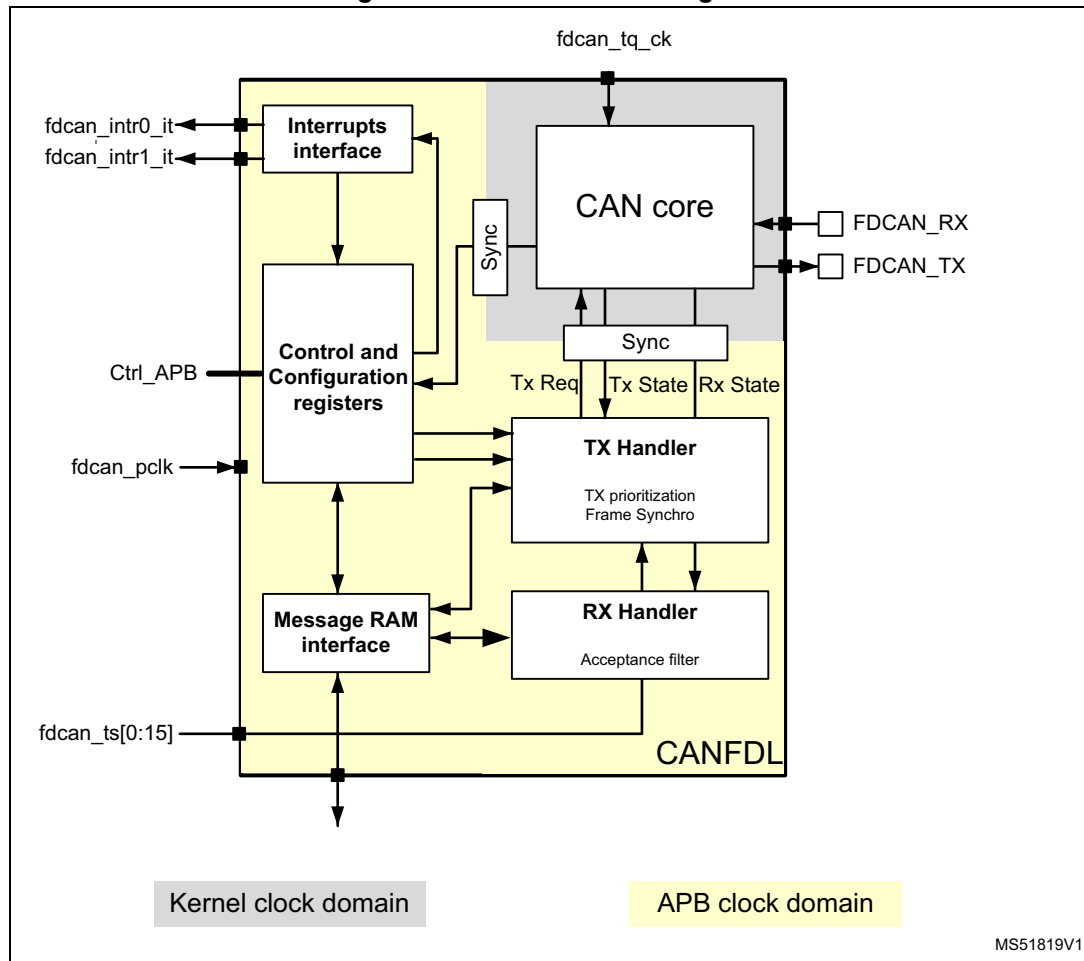 fdcan_tq_ck
fdcan_intr0_it
fdcan_intr1_it
Interrupts
interface
CAN core
Sync
FDCAN_RX
FDCAN_TX
Sync
Control and
Configuration
registers
Ctrl_APB
Tx Req
Tx State
Rx State
TX Handler
TX prioritization
Frame Synchro
fdcan_pclk
Message RAM
interface
RX Handler
Acceptance filter
fdcan_ts[0:15]
CANFDL
Kernel clock domain
APB clock domain
MS51819V1